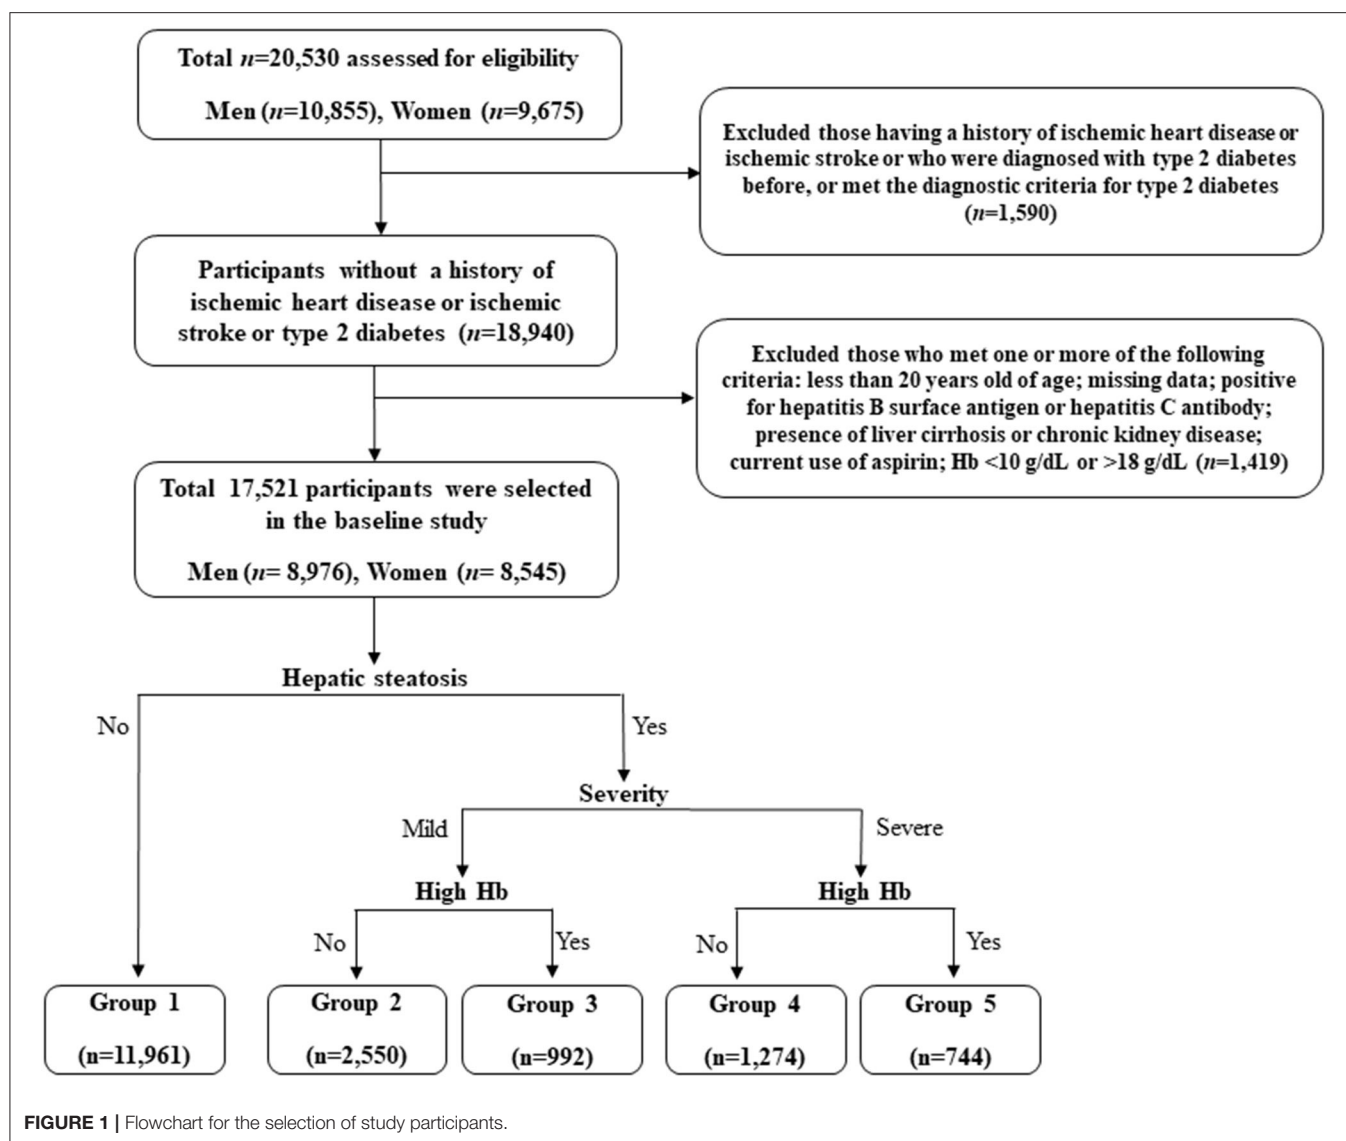 Total n=20,530 assessed for eligibility
Men (n=10,855), Women (n=9,675)
Excluded those having a history of ischemic heart disease or
ischemic stroke or who were diagnosed with type 2 diabetes
before, or met the diagnostic criteria for type 2 diabetes
(n=1,590)
Participants without a history of
ischemic heart disease or ischemic
stroke or type 2 diabetes (n=18,940)
Excluded those who met one or more of the following
criteria: less than 20 years old of age; missing data; positive
for hepatitis B surface antigen or hepatitis C antibody;
presence of liver cirrhosis or chronic kidney disease;
current use of aspirin; Hb <10 g/dL or >18 g/dL (n=1,419)
Total 17,521 participants were selected
in the baseline study
Men (n= 8,976), Women (n= 8,545)
Hepatic steatosis
No
Yes
Severity
Mild
Severe
High Hb
High Hb
No
Yes
No
Yes
Group 1
(n=11,961)
Group 2
(n=2,550)
Group 3
(n=992)
Group 4
(n=1,274)
Group 5
(n=744)
FIGURE 1 | Flowchart for the selection of study participants.